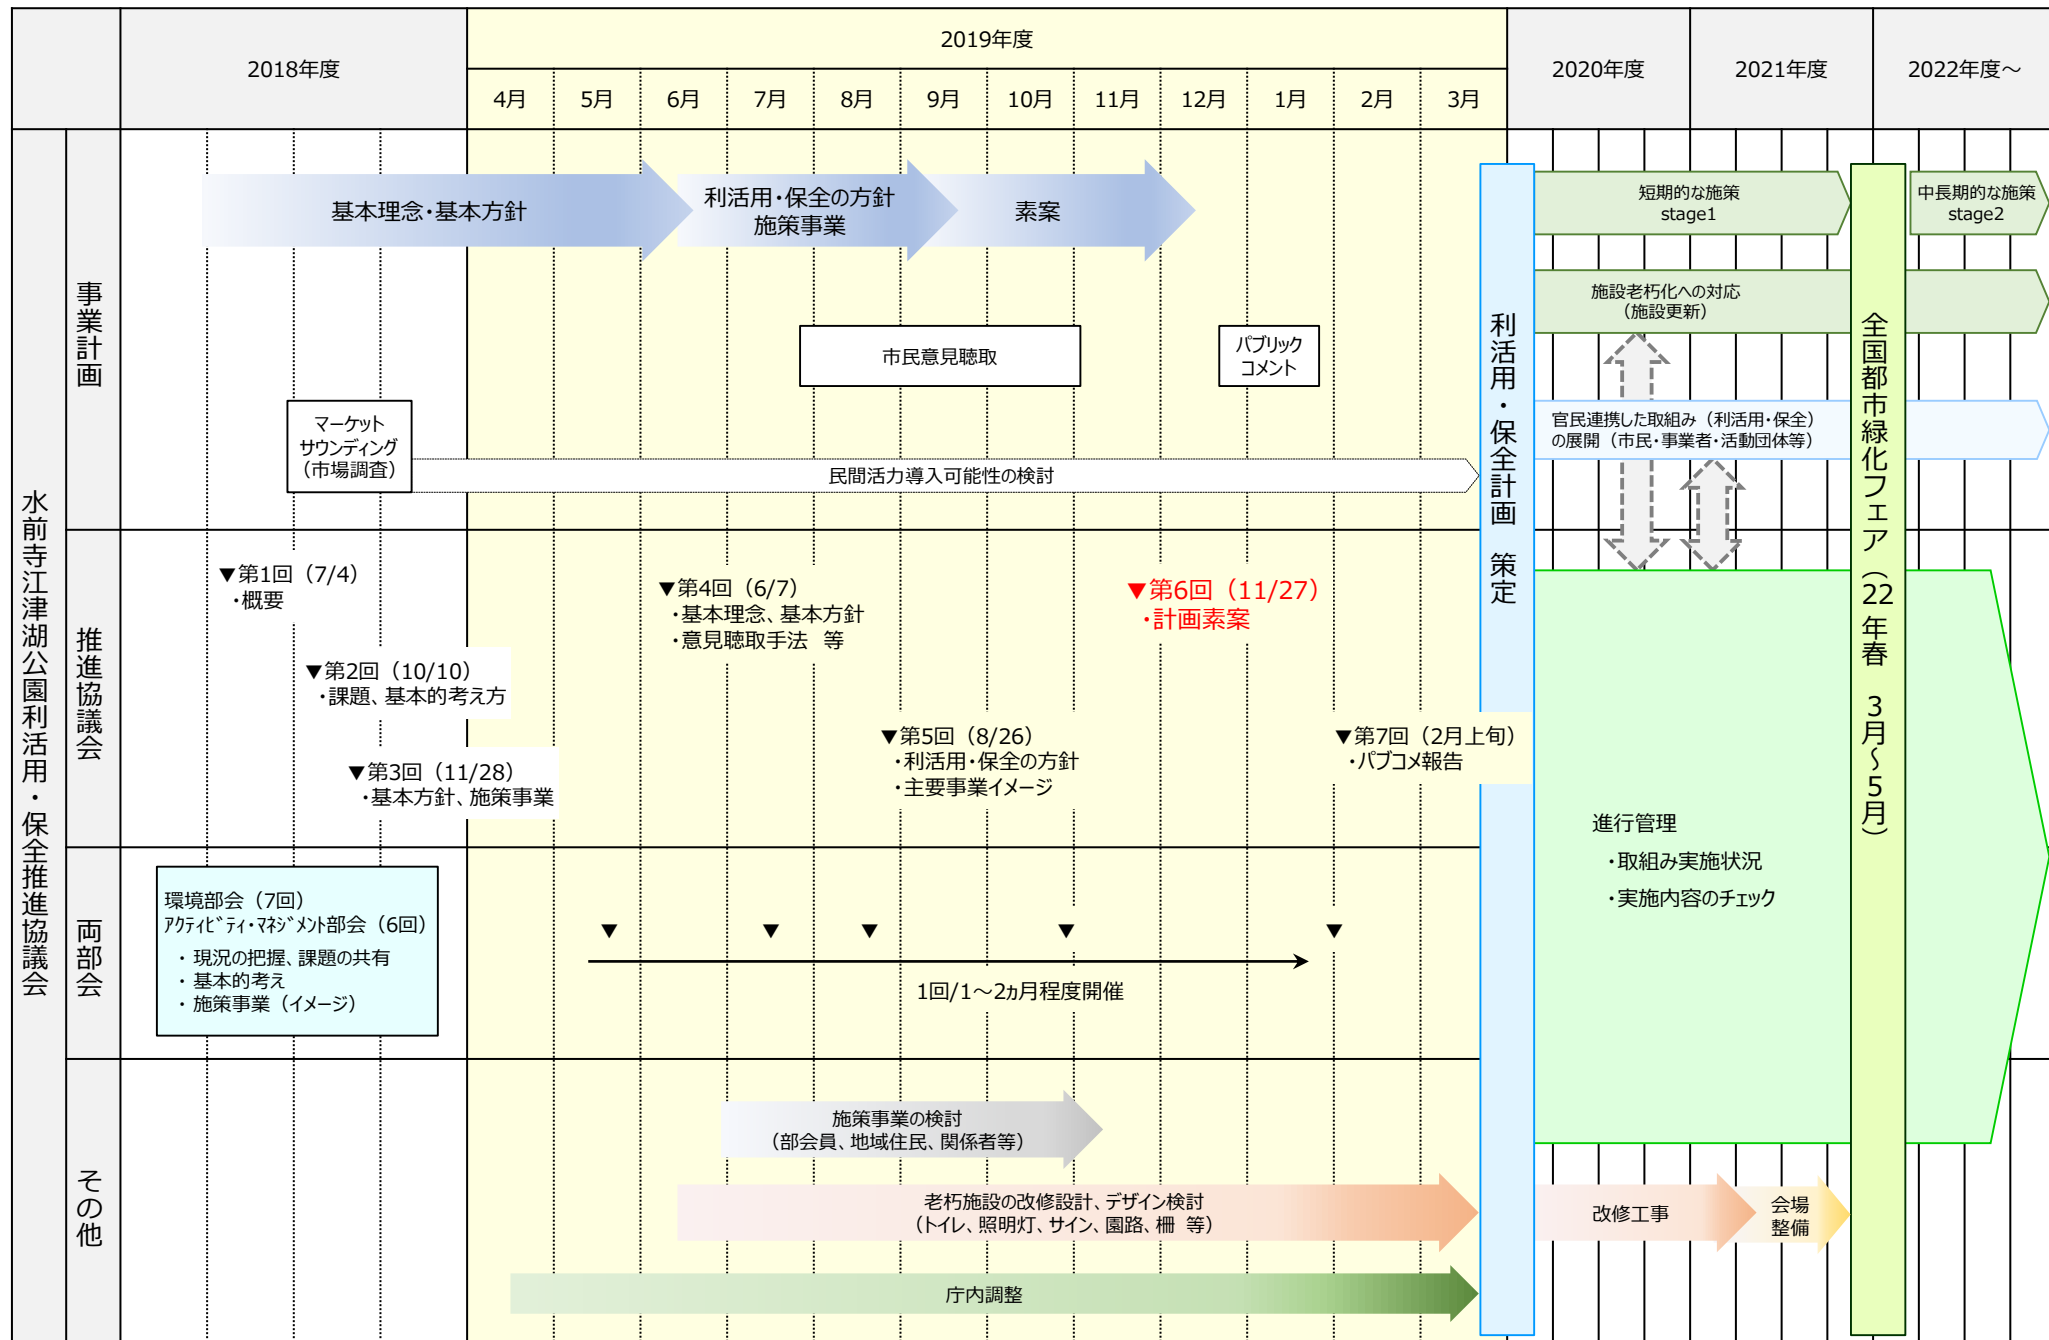 2018年度
2019年度
2020年度
2021年度
2022年度～
4月
5月
6月
7月
8月
9月
10月
11月
12月
1月
2月
3月
水前寺江津湖公園利活用・保全推進協議会
事業計画
基本理念・基本方針
利活用・保全の方針
施策事業
素案
市民意見聴取
パブリック
コメント
マーケット
サウンディング
（市場調査）
民間活力導入可能性の検討
利活用・保全計画　策定
短期的な施策
stage1
中長期的な施策
stage2
施設老朽化への対応
（施設更新）
官民連携した取組み（利活用・保全）
の展開（市民・事業者・活動団体等）
全国都市緑化フェア（22年春　3月～5月）
推進協議会
▼第1回（7/4）
・概要
▼第2回（10/10）
・課題、基本的考え方
▼第3回（11/28）
・基本方針、施策事業
▼第4回（6/7）
・基本理念、基本方針
・意見聴取手法　等
▼第5回（8/26）
・利活用・保全の方針
・主要事業イメージ
▼第6回（11/27）
・計画素案
▼第7回（2月上旬）
・パブコメ報告
進行管理
・取組み実施状況
・実施内容のチェック
両部会
環境部会（7回）
ｱｸﾃｨﾋﾞﾃｨ・ﾏﾈｼﾞﾒﾝﾄ部会（6回）
・ 現況の把握、課題の共有
・ 基本的考え
・ 施策事業（イメージ）
▼ ▼ ▼ ▼ ▼
1回/1～2ヵ月程度開催
その他
施策事業の検討
（部会員、地域住民、関係者等）
老朽施設の改修設計、デザイン検討
（トイレ、照明灯、サイン、園路、柵 等）
庁内調整
改修工事
会場
整備